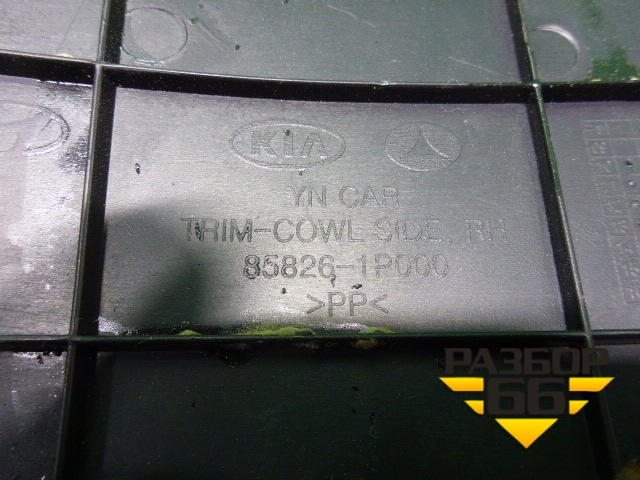 KIA
YN CAR
TRIM-COWL SIDE, RH
85826-1P000
>PP<
РАЗБОР
66